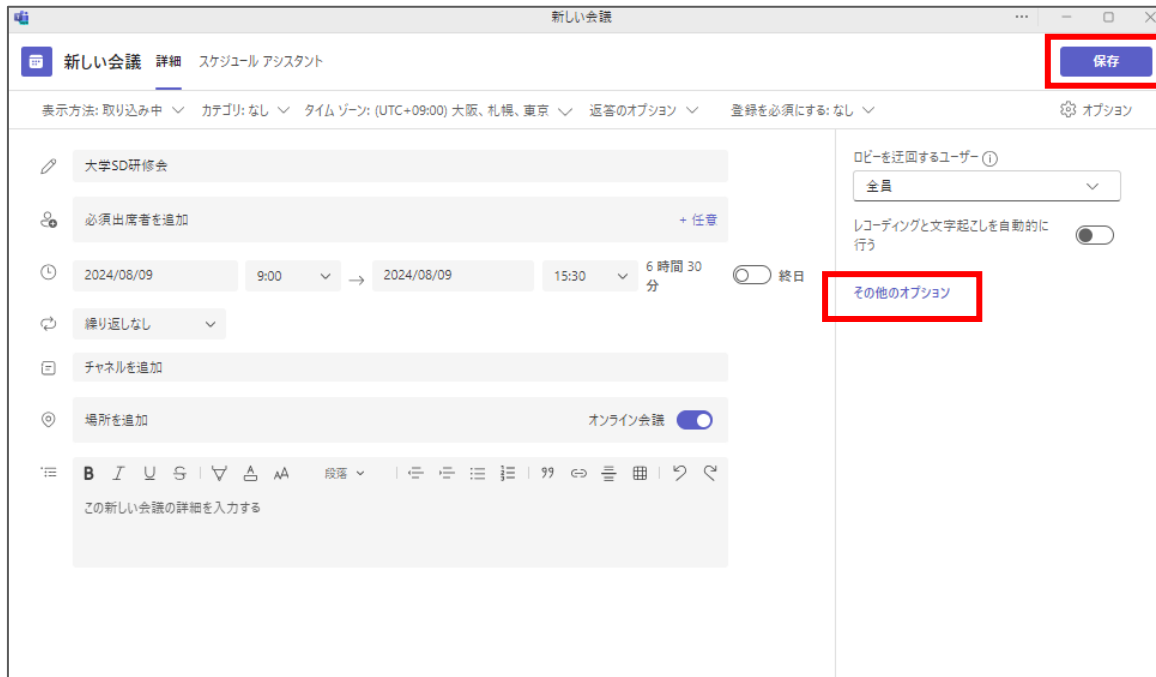 新しい会議
新しい会議 詳細 スケジュール アシスタント 保存
表示方法: 取り込み中 カテゴリ: なし タイム ゾーン: (UTC+09:00) 大阪、札幌、東京 返答のオプション 登録を必須にする: なし オプション
大学SD研修会
必須出席者を追加 + 任意
2024/08/09 9:00 → 2024/08/09 15:30 6 時間 30
分
終日
繰り返しなし
チャネルを追加
場所を追加 オンライン会議
B I U S A AA 段落
この新しい会議の詳細を入力する
ロビーを迂回するユーザー
全員
レコーディングと文字起こしを自動的に
行う
その他のオプション